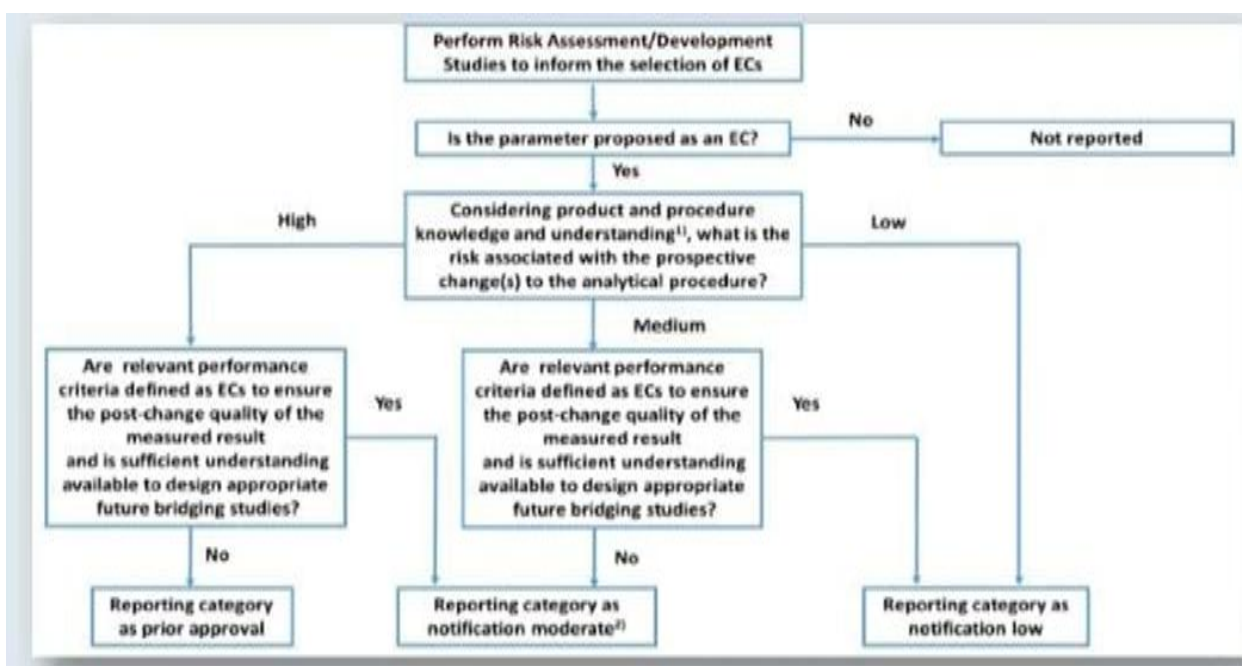 Perform Risk Assessment/Development
Studies to inform the selection of ECs
Is the parameter proposed as an EC?
No
Not reported
Yes
Considering product and procedure
knowledge and understanding¹⁾, what is the
risk associated with the prospective
change(s) to the analytical procedure?
High
Low
Medium
Are relevant performance
criteria defined as ECs to ensure
the post-change quality of the
measured result
and is sufficient understanding
available to design appropriate
future bridging studies?
Yes
Are relevant performance
criteria defined as ECs to ensure
the post-change quality of the
measured result
and is sufficient understanding
available to design appropriate
future bridging studies?
Yes
No
No
Reporting category
as prior approval
Reporting category as
notification moderate²⁾
Reporting category as
notification low